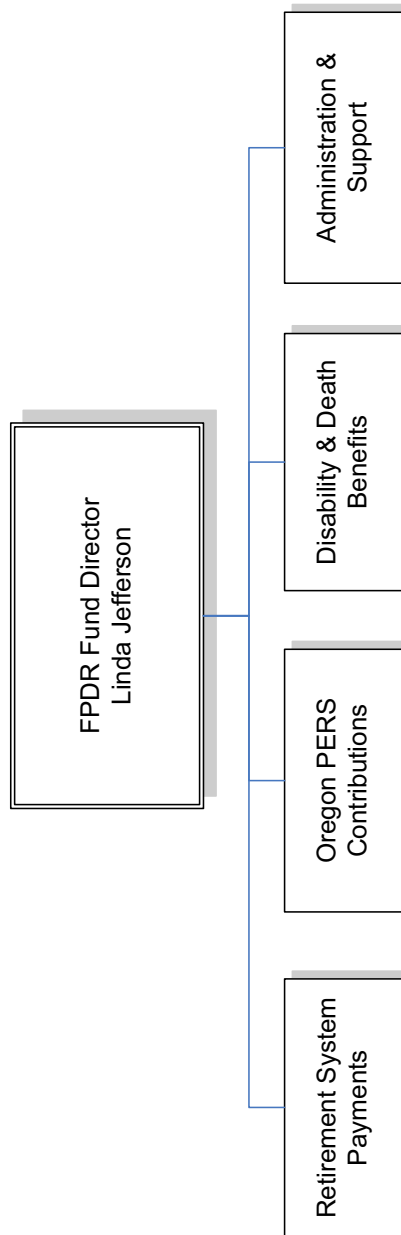 FPDR Fund Director
Linda Jefferson
Retirement System
Payments
Oregon PERS
Contributions
Disability & Death
Benefits
Administration &
Support